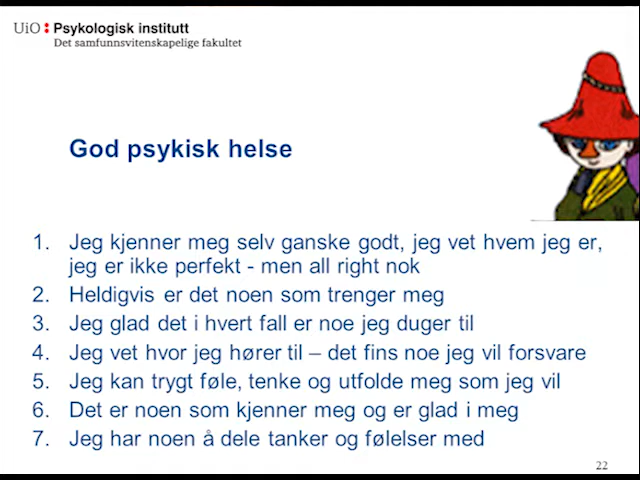 UiO : Psykologisk institutt
Det samfunnsvitenskapelige fakultet
God psykisk helse
1. Jeg kjenner meg selv ganske godt, jeg vet hvem jeg er,
jeg er ikke perfekt - men all right nok
2. Heldigvis er det noen som trenger meg
3. Jeg glad det i hvert fall er noe jeg duger til
4. Jeg vet hvor jeg hører til – det fins noe jeg vil forsvare
5. Jeg kan trygt føle, tenke og utfolde meg som jeg vil
6. Det er noen som kjenner meg og er glad i meg
7. Jeg har noen å dele tanker og følelser med
22